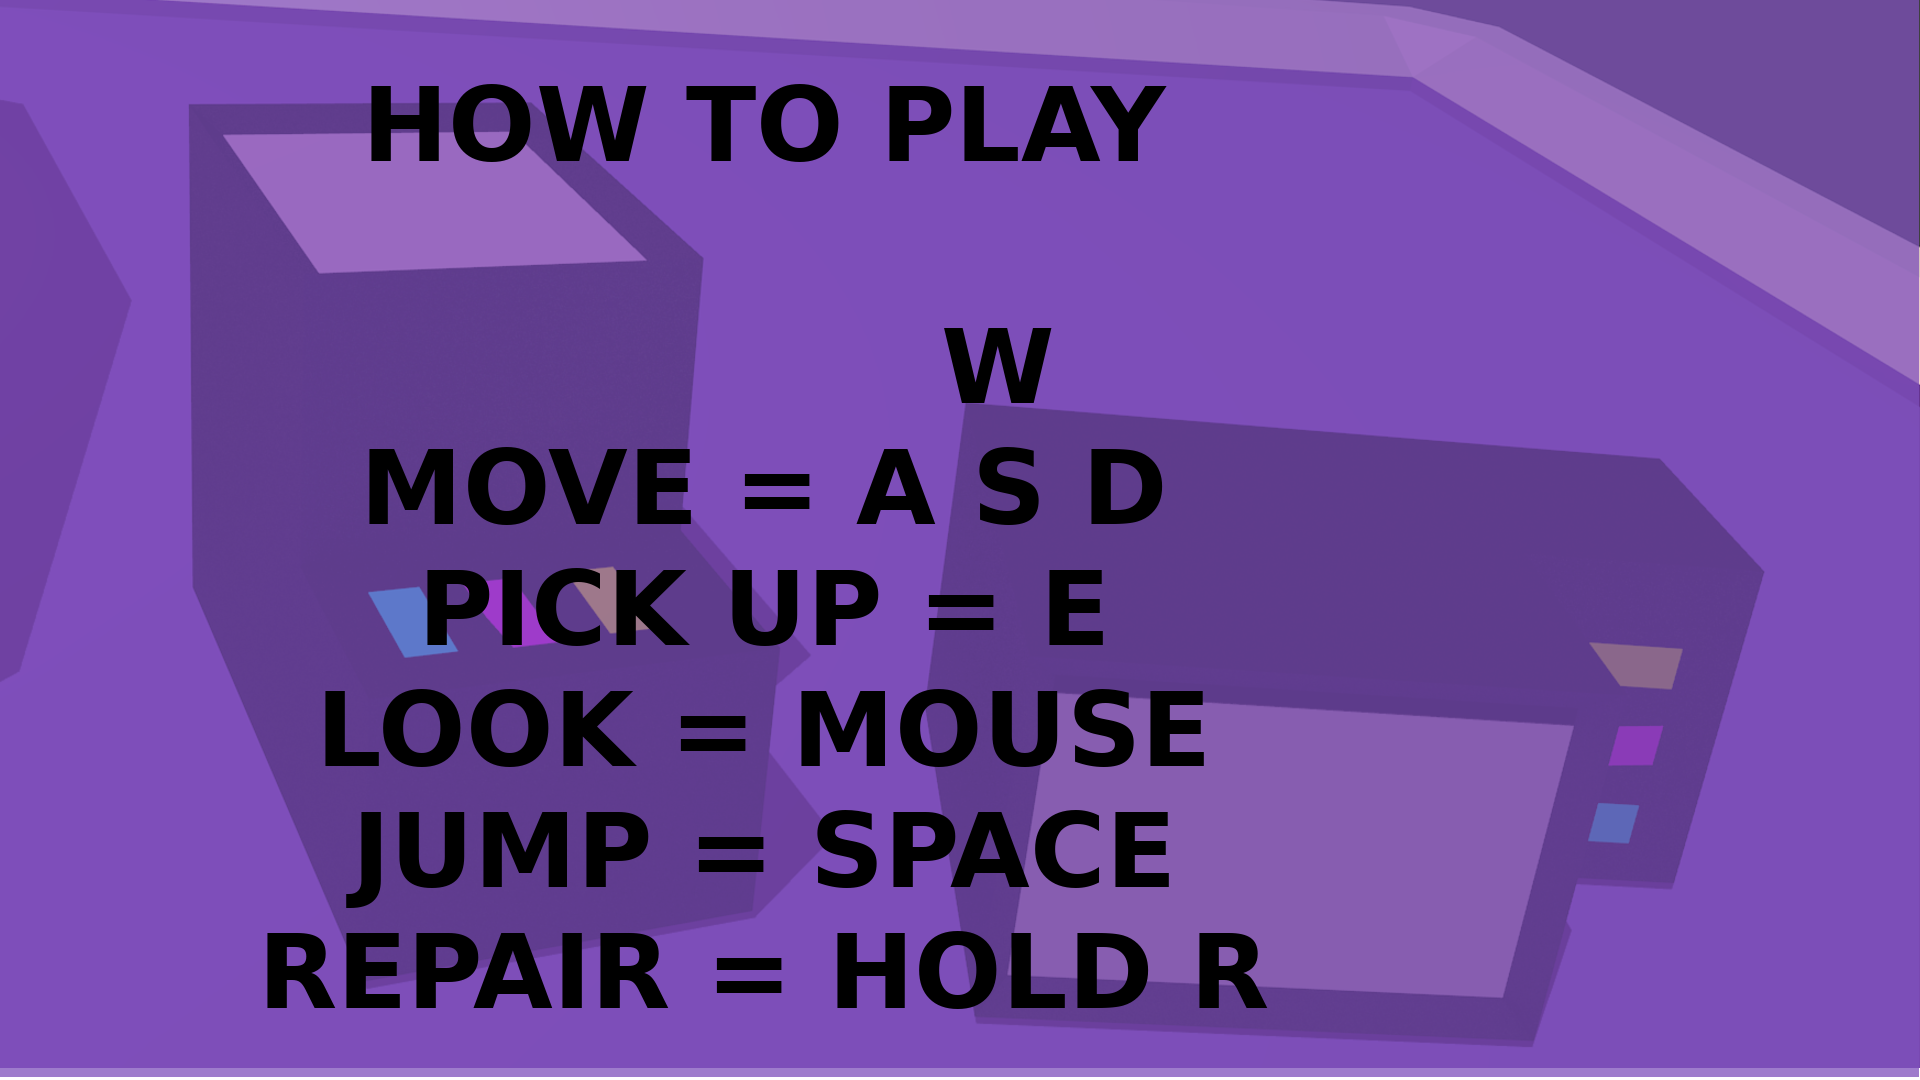 HOW TO PLAY
W
MOVE = A S D
PICK UP = E
LOOK = MOUSE
JUMP = SPACE
REPAIR = HOLD R